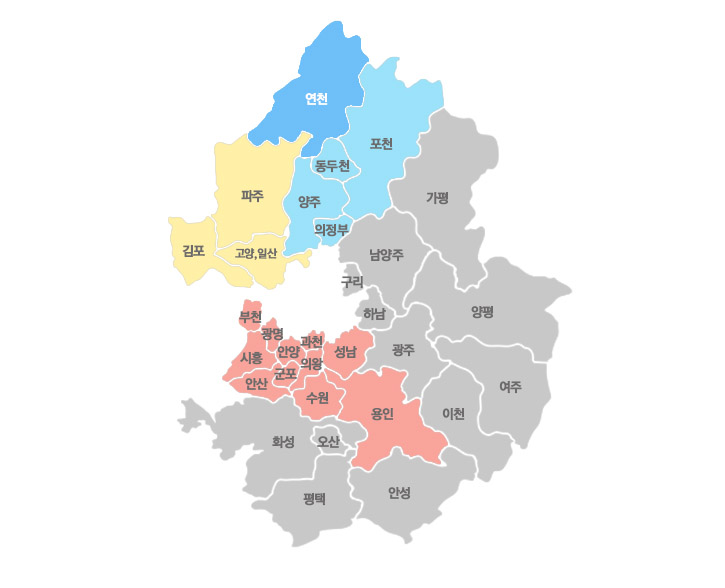 연천
포천
동두천
파주
양주
가평
의정부
김포
고양,일산
남양주
구리
하남
양평
부천
광명
과천
안양
성남
광주
시흥
의왕
군포
안산
수원
용인
이천
여주
화성
오산
평택
안성